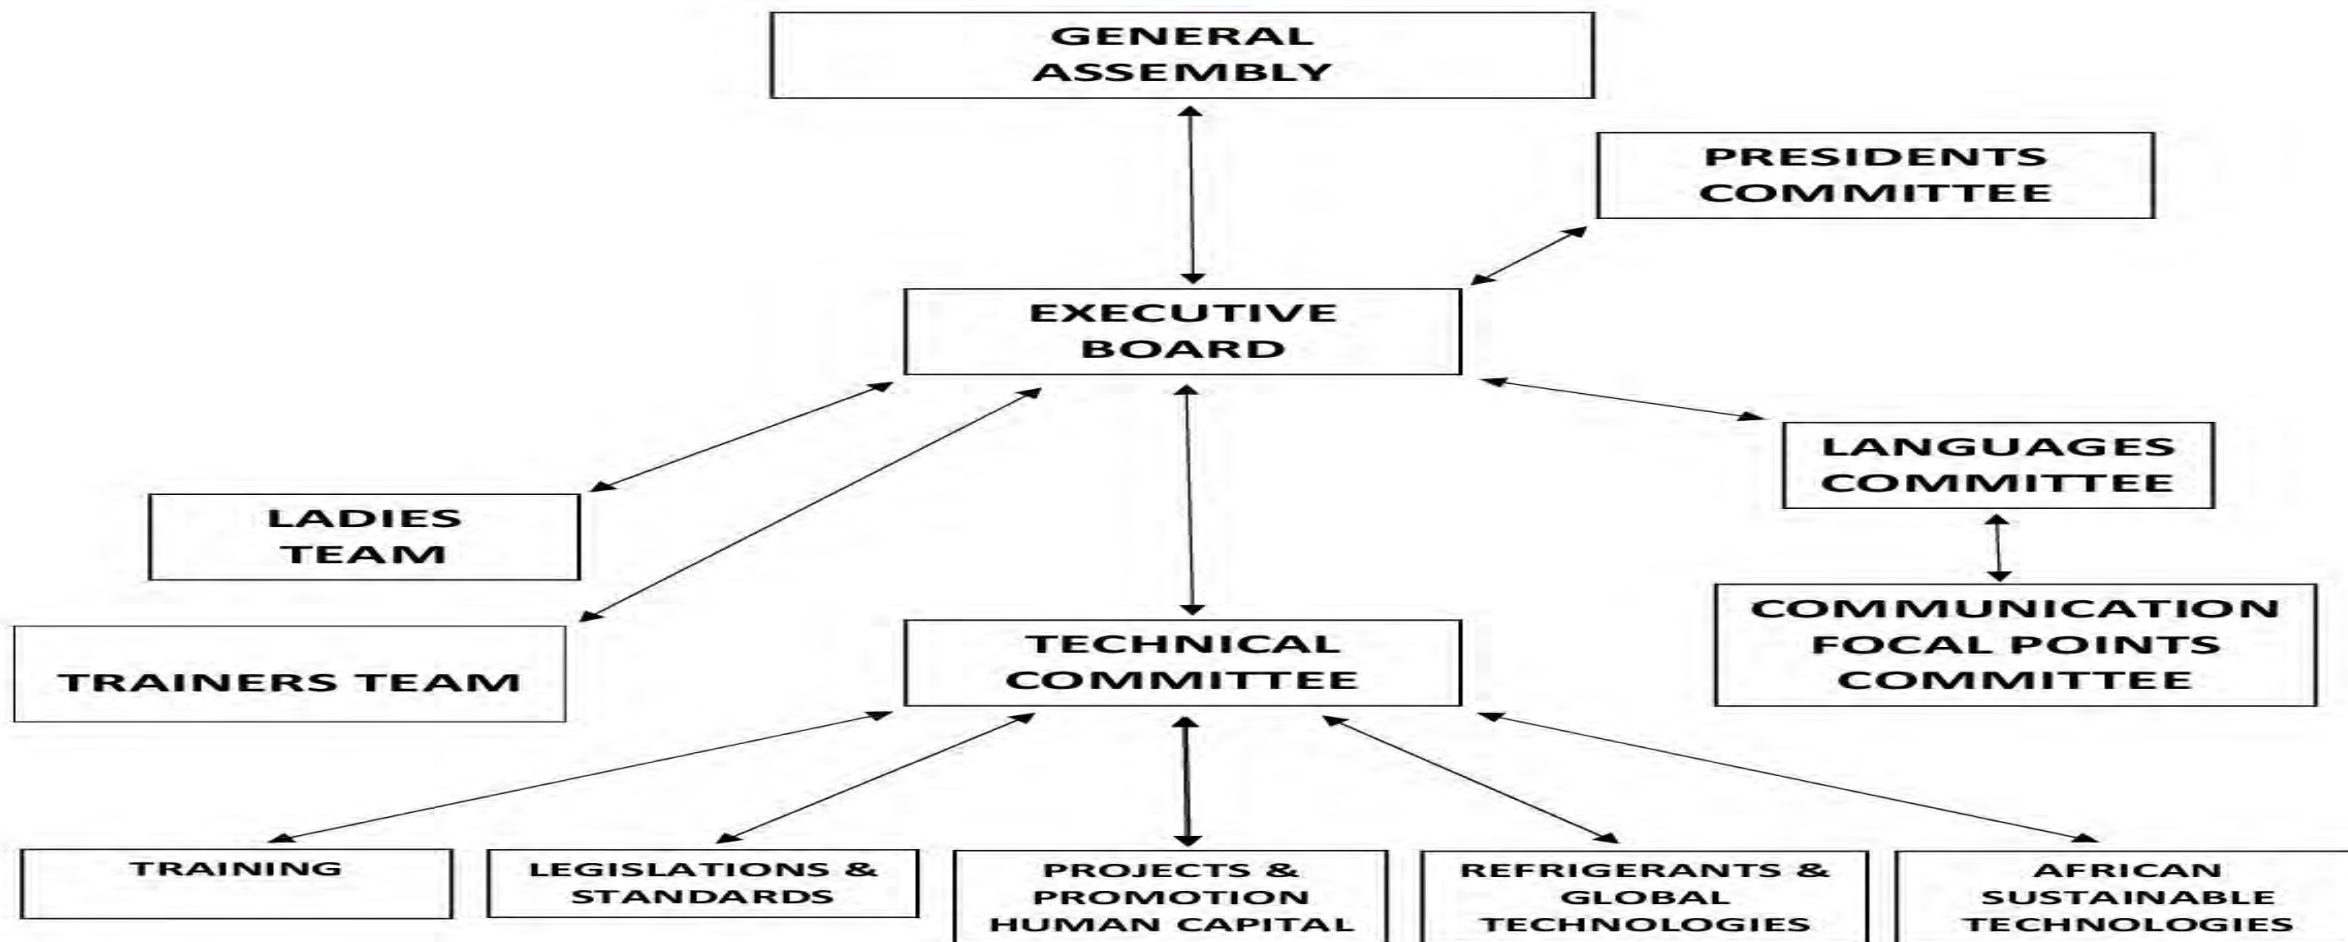 GENERAL
ASSEMBLY
PRESIDENTS
COMMITTEE
EXECUTIVE
BOARD
LANGUAGES
COMMITTEE
LADIES
TEAM
COMMUNICATION
FOCAL POINTS
COMMITTEE
TRAINERS TEAM
TECHNICAL
COMMITTEE
TRAINING
LEGISLATIONS &
STANDARDS
PROJECTS &
PROMOTION
HUMAN CAPITAL
REFRIGERANTS &
GLOBAL
TECHNOLOGIES
AFRICAN
SUSTAINABLE
TECHNOLOGIES